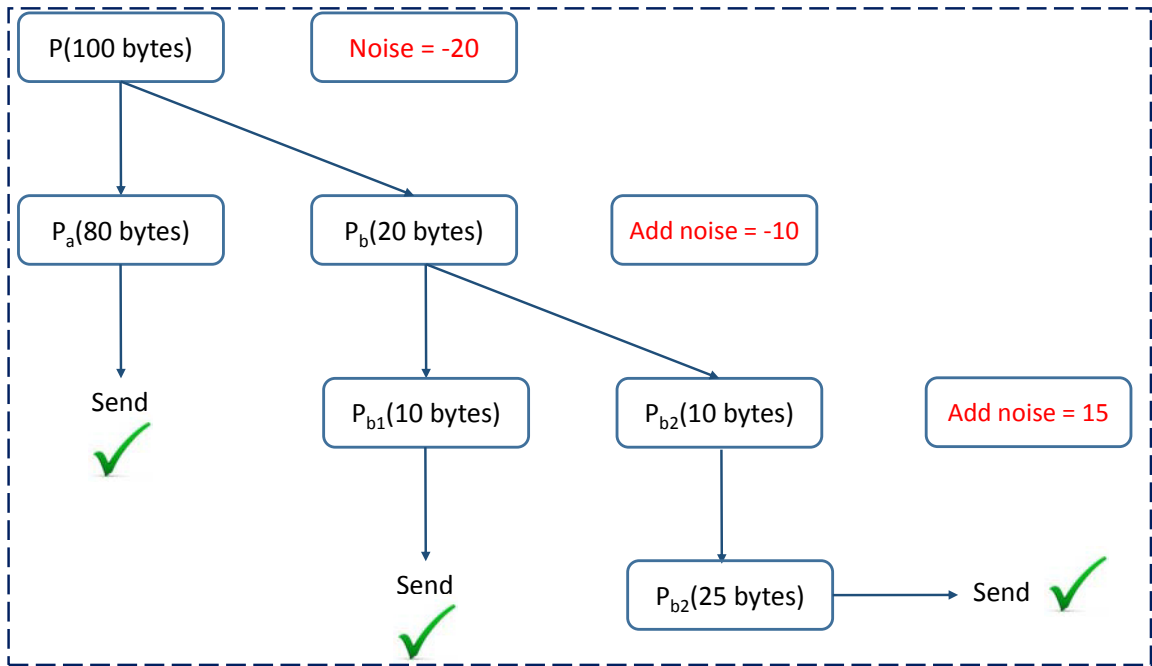 P(100 bytes)
Noise = -20
Pa(80 bytes)
Pb(20 bytes)
Add noise = -10
Send
Pb1(10 bytes)
Pb2(10 bytes)
Add noise = 15
Send
Pb2(25 bytes)
Send